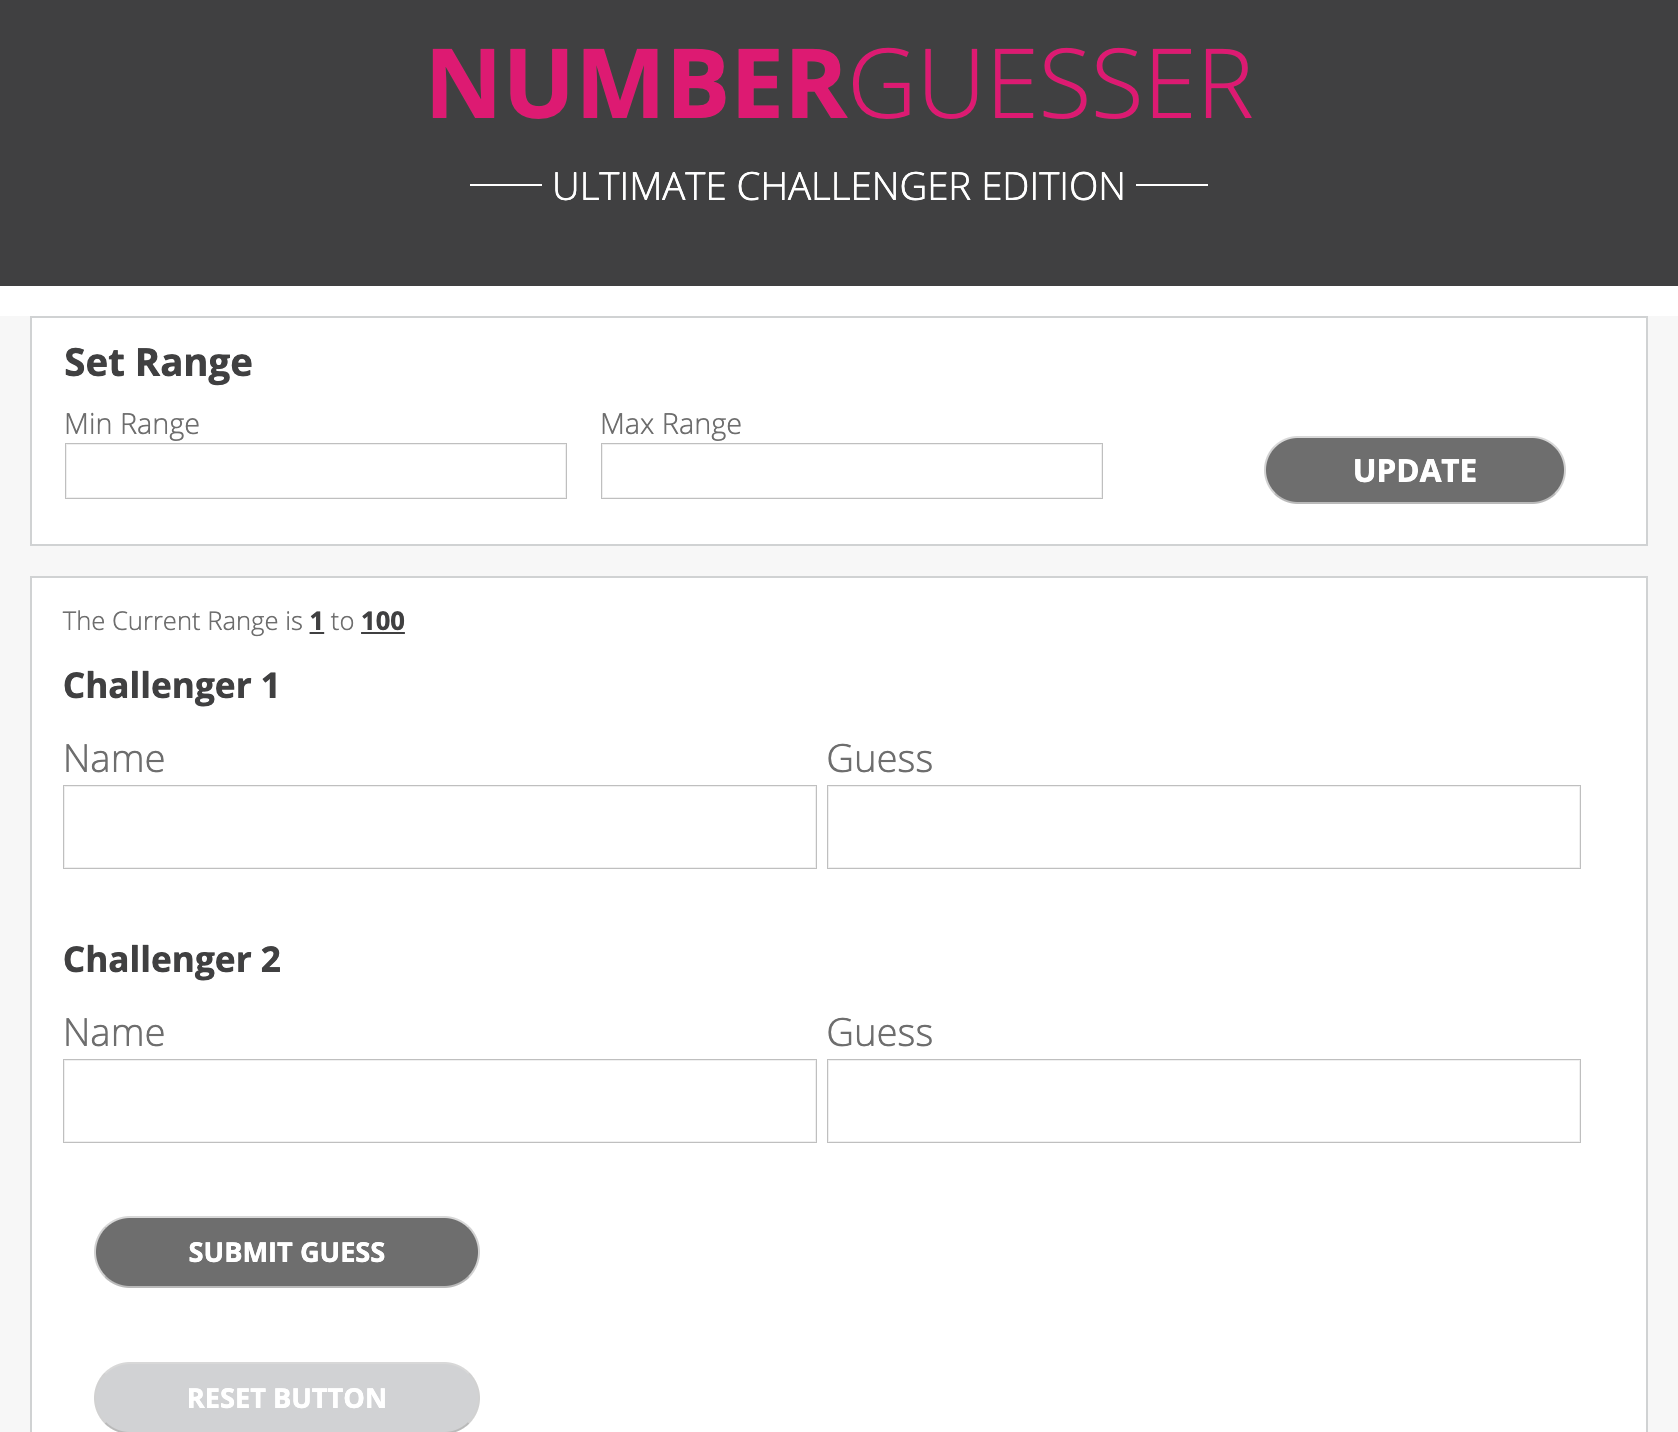 NUMBERGUESSER
ULTIMATE CHALLENGER EDITION
Set Range
Min Range Max Range
UPDATE
The Current Range is 1 to 100
Challenger 1
Name Guess
Challenger 2
Name Guess
SUBMIT GUESS
RESET BUTTON